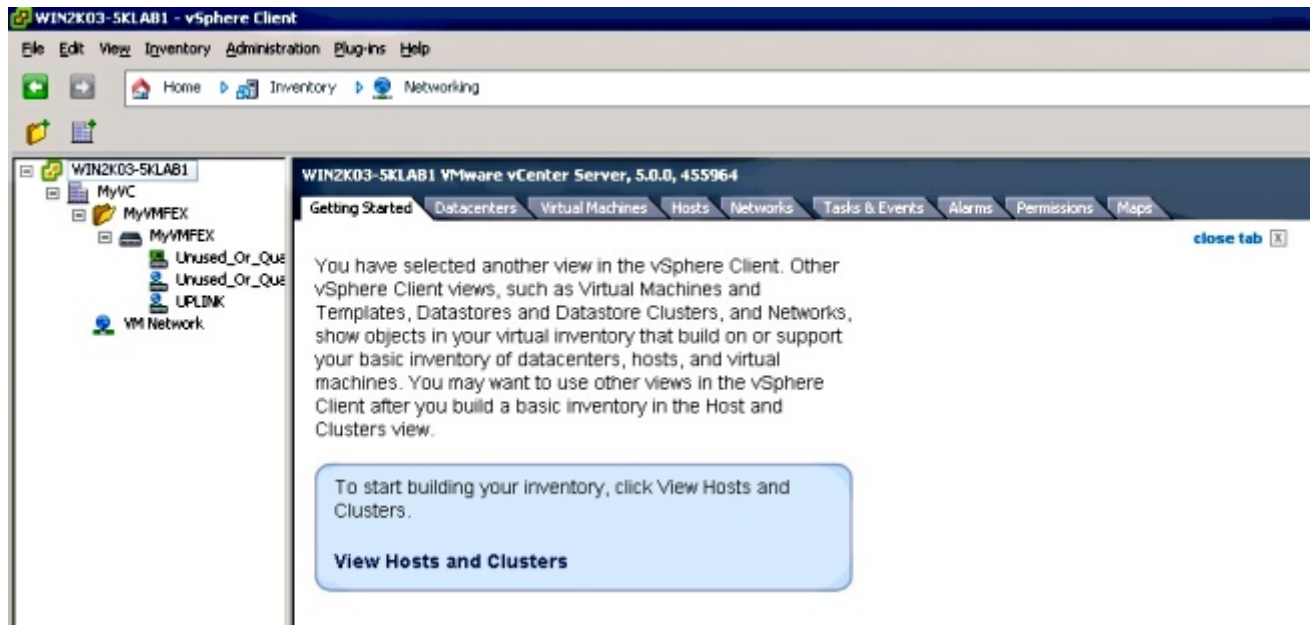 WIN2K03-5KLAB1 - vSphere Client
File Edit View Inventory Administration Plug-ins Help
Home Inventory Networking
WIN2K03-5KLAB1
MyVC
MyVMFEX
MyVMFEX
Unused_Or_Qua
Unused_Or_Qua
UPLINK
VM Network
WIN2K03-5KLAB1 VMware vCenter Server, 5.0.0, 455964
Getting Started Datacenters Virtual Machines Hosts Networks Tasks & Events Alarms Permissions Maps
close tab
You have selected another view in the vSphere Client. Other
vSphere Client views, such as Virtual Machines and
Templates, Datastores and Datastore Clusters, and Networks,
show objects in your virtual inventory that build on or support
your basic inventory of datacenters, hosts, and virtual
machines. You may want to use other views in the vSphere
Client after you build a basic inventory in the Host and
Clusters view.
To start building your inventory, click View Hosts and
Clusters.
View Hosts and Clusters